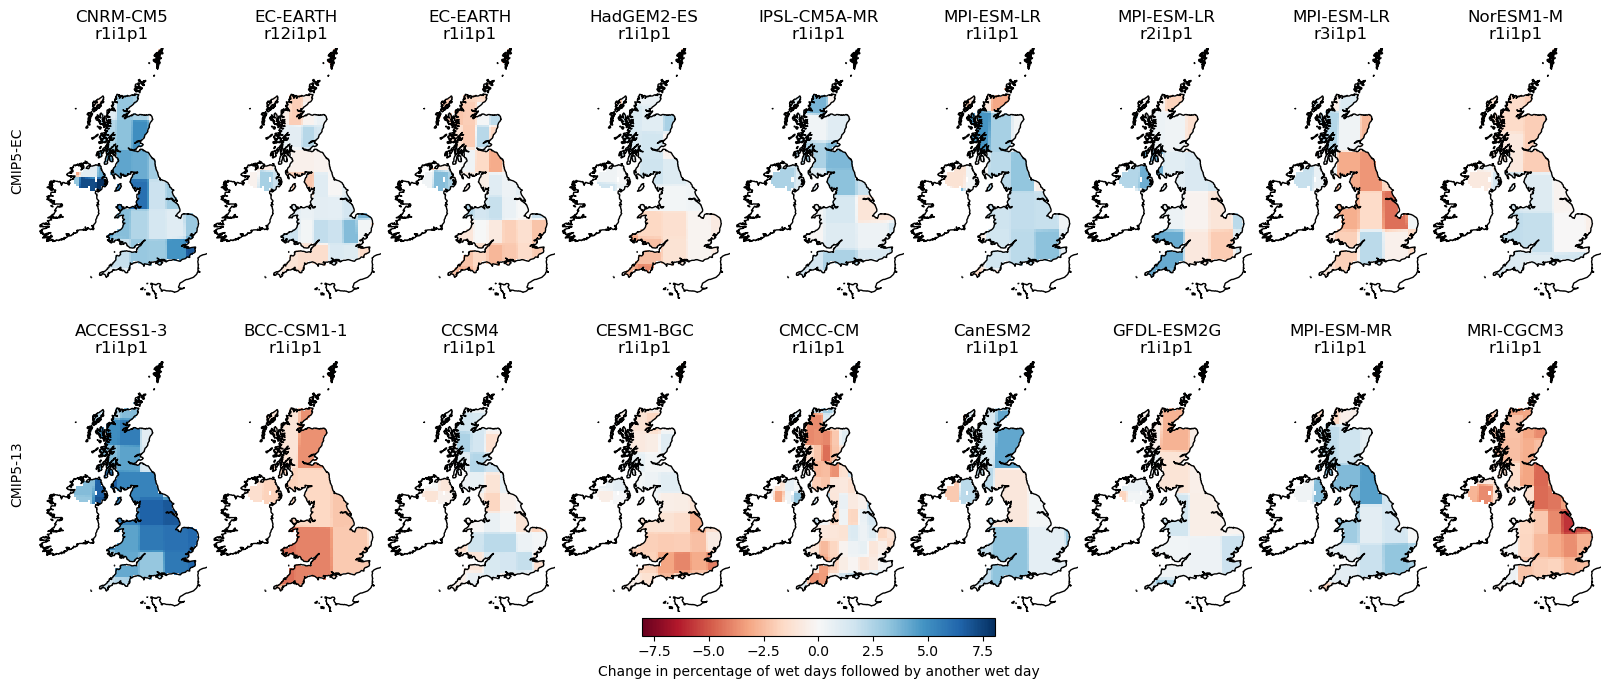 CNRM-CM5 EC-EARTH EC-EARTH HadGEM2-ES IPSL-CM5A-MR MPI-ESM-LR MPI-ESM-LR MPI-ESM-LR NorESM1-M
r1i1p1 r12i1p1 r1i1p1 r1i1p1 r1i1p1 r1i1p1 r2i1p1 r3i1p1 r1i1p1
CMIP5-EC
ACCESS1-3 BCC-CSM1-1 CCSM4 CESM1-BGC CMCC-CM CanESM2 GFDL-ESM2G MPI-ESM-MR MRI-CGCM3
r1i1p1 r1i1p1 r1i1p1 r1i1p1 r1i1p1 r1i1p1 r1i1p1 r1i1p1 r1i1p1
CMIP5-13
−7.5 −5.0 −2.5 0.0 2.5 5.0 7.5
Change in percentage of wet days followed by another wet day